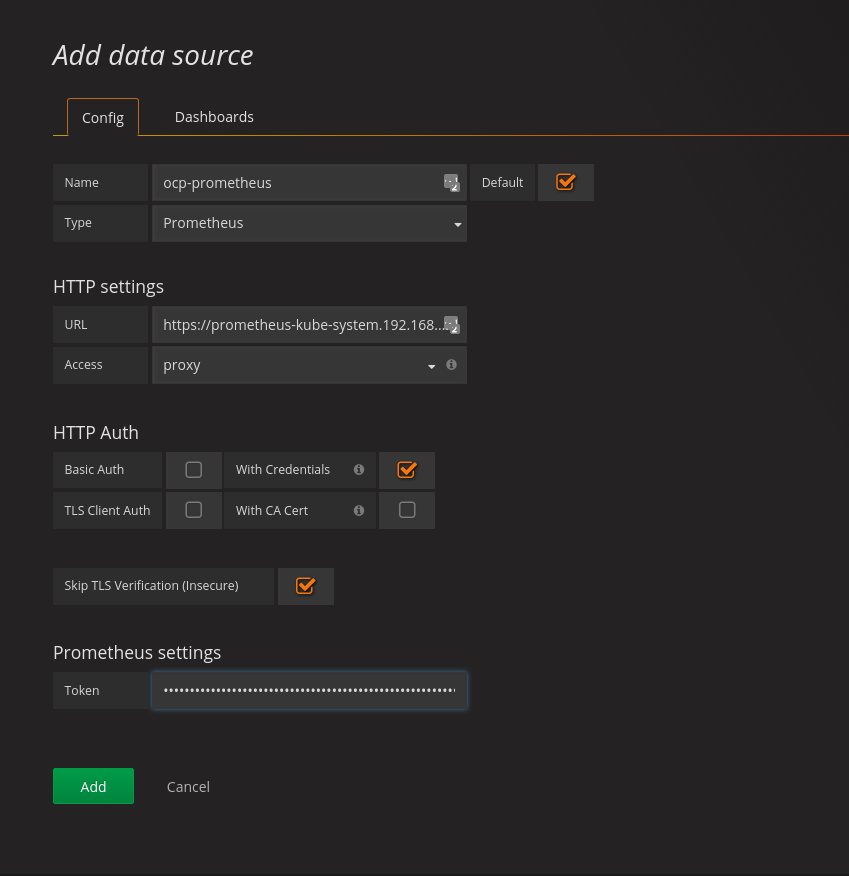 Add data source
Config Dashboards
Name ocp-prometheus Default
Type Prometheus
HTTP settings
URL https://prometheus-kube-system.192.168...
Access proxy
HTTP Auth
Basic Auth With Credentials
TLS Client Auth With CA Cert
Skip TLS Verification (Insecure)
Prometheus settings
Token
Add Cancel